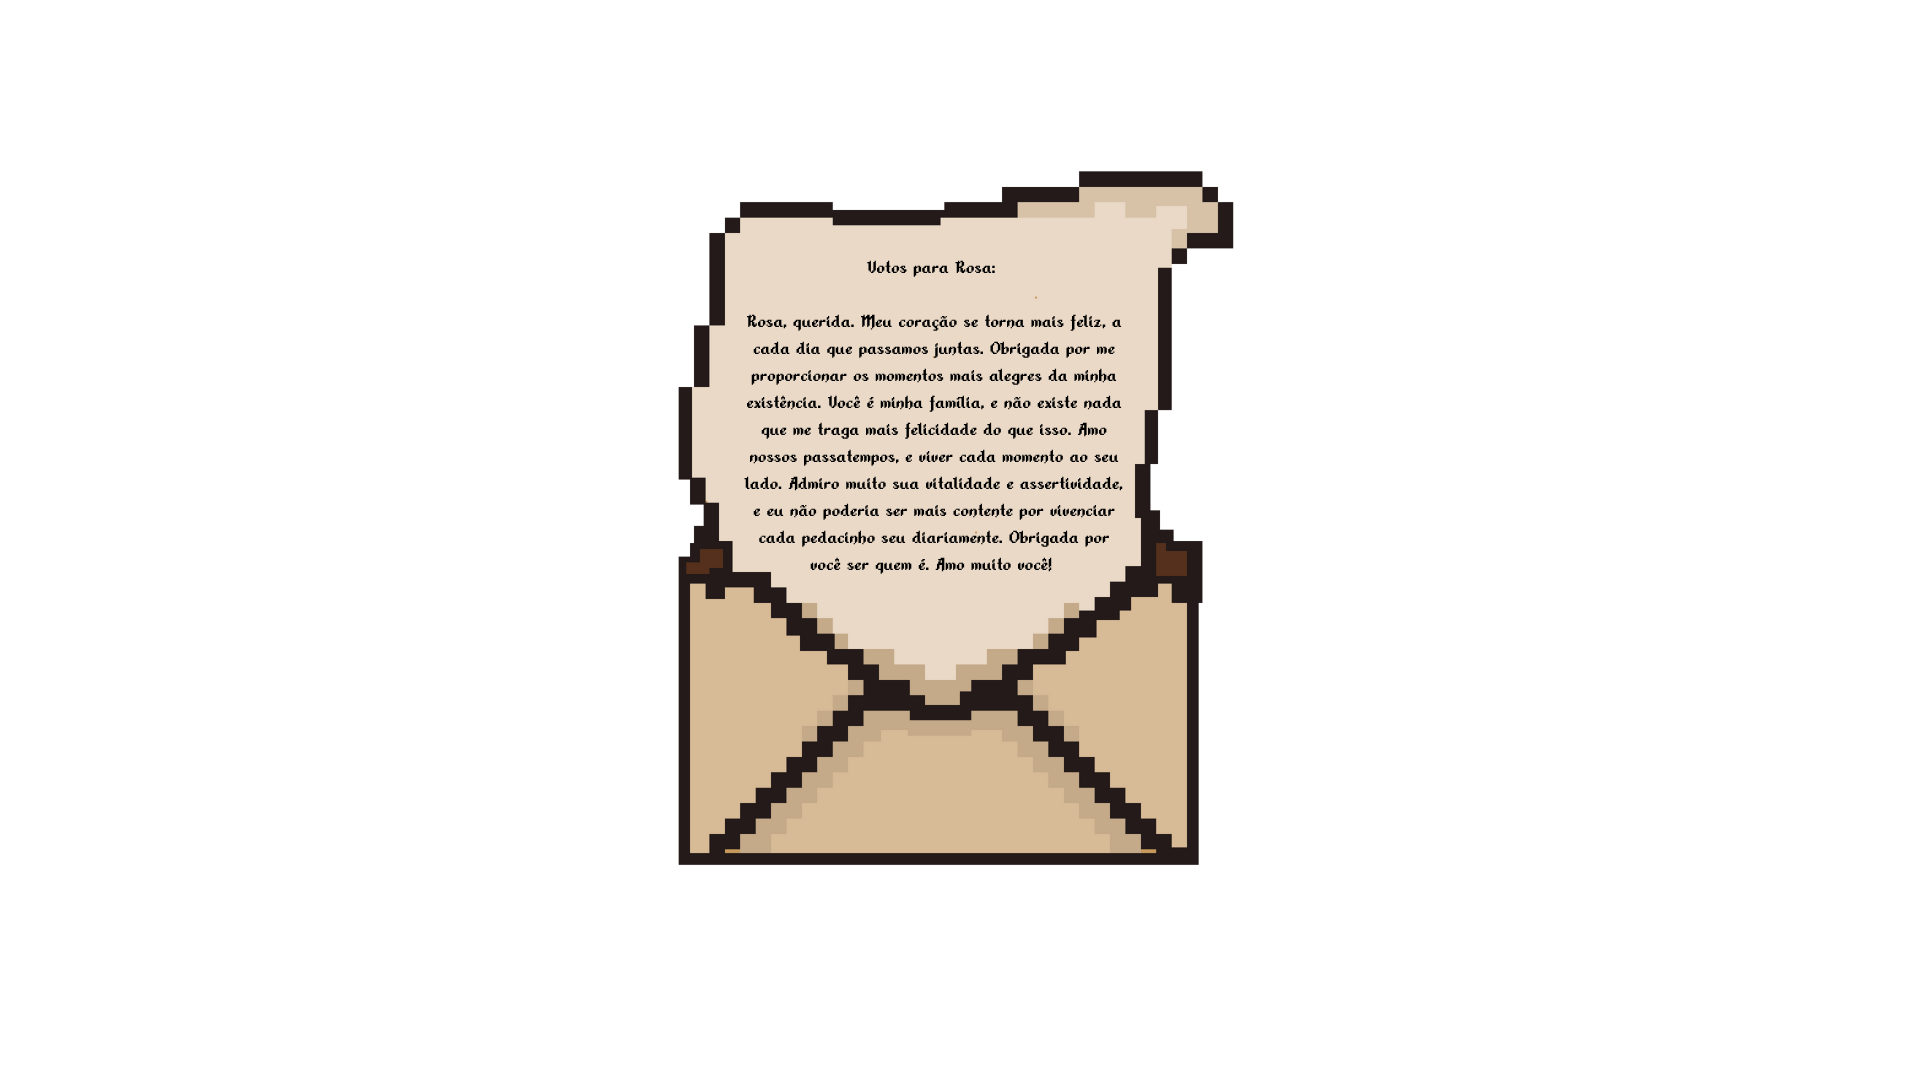 Votos para Rosa:
Rosa, querida. Meu coração se torna mais feliz, a
cada dia que passamos juntas. Obrigada por me
proporcionar os momentos mais alegres da minha
existência. Você é minha família, e não existe nada
que me traga mais felicidade do que isso. Amo
nossos passatempos, e viver cada momento ao seu
lado. Admiro muito sua vitalidade e assertividade,
e eu não poderia ser mais contente por vivenciar
cada pedacinho seu diariamente. Obrigada por
você ser quem é. Amo muito você!